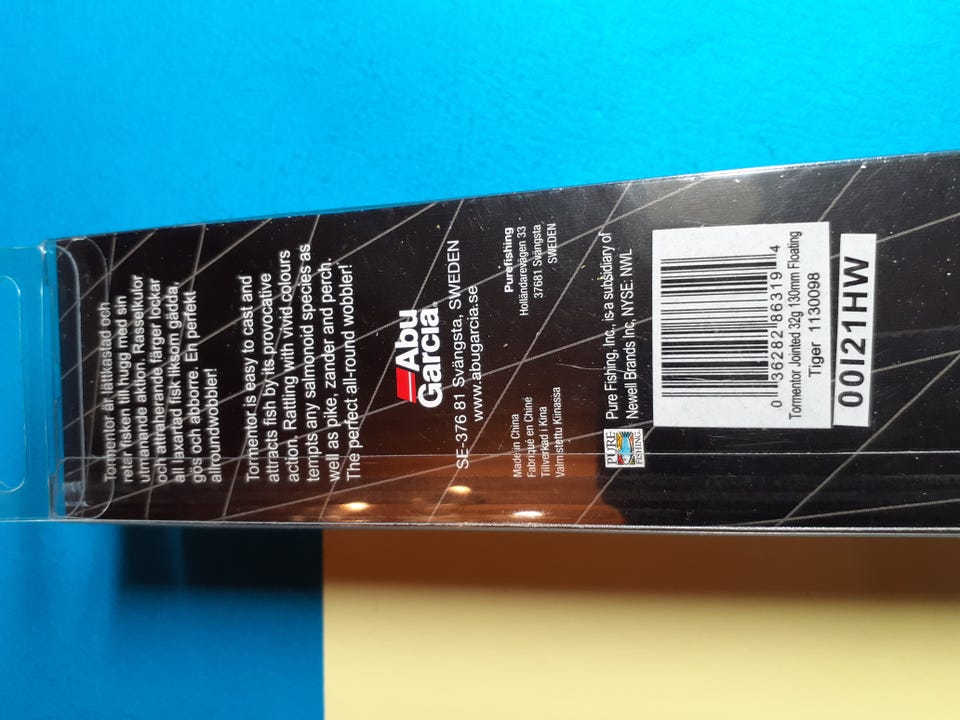 Tormentor är lättkastad och
retar fisken till hugg med sin
utmanande aktion. Rasselkulor
och attraherande färger lockar
all laxartad fisk liksom gädda,
gös och abborre. En perfekt
allroundwobbler!
Tormentor is easy to cast and
attracts fish by its provocative
action. Rattling with vivid colours
tempts any salmonoid species as
well as pike, zander and perch.
The perfect all-round wobbler!
Abu
Garcia®
SE-376 81 Svängsta, SWEDEN
www.abugarcia.se
Made in China
Fabriqué en Chine
Tillverkad i Kina
Valmistettu Kiinassa
Purefishing
Holländarevägen 33
37681 Svängsta,
SWEDEN
PURE
FISHING
Pure Fishing, Inc., is a subsidiary of
Newell Brands Inc, NYSE: NWL
0 36282 86319 4
Tormentor Jointed 32g 130mm Floating
Tiger 1130098
00I21HW